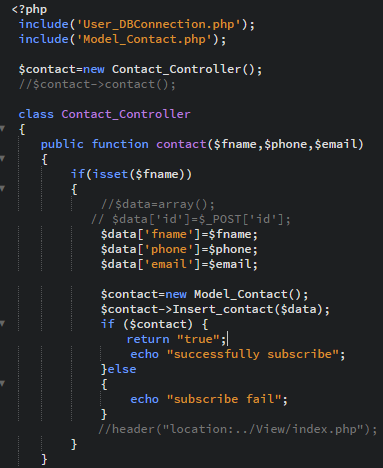 <?php
include('User_DBConnection.php');
include('Model_Contact.php');
$contact=new Contact_Controller();
//$contact->contact();
class Contact_Controller
{
public function contact($fname,$phone,$email)
{
if(isset($fname))
{
//$data=array();
// $data['id']=$_POST['id'];
$data['fname']=$fname;
$data['phone']=$phone;
$data['email']=$email;
$contact=new Model_Contact();
$contact->Insert_contact($data);
if ($contact) {
return "true";
echo "successfully subscribe";
}else
{
echo "subscribe fail";
}
//header("location:../View/index.php");
}
}